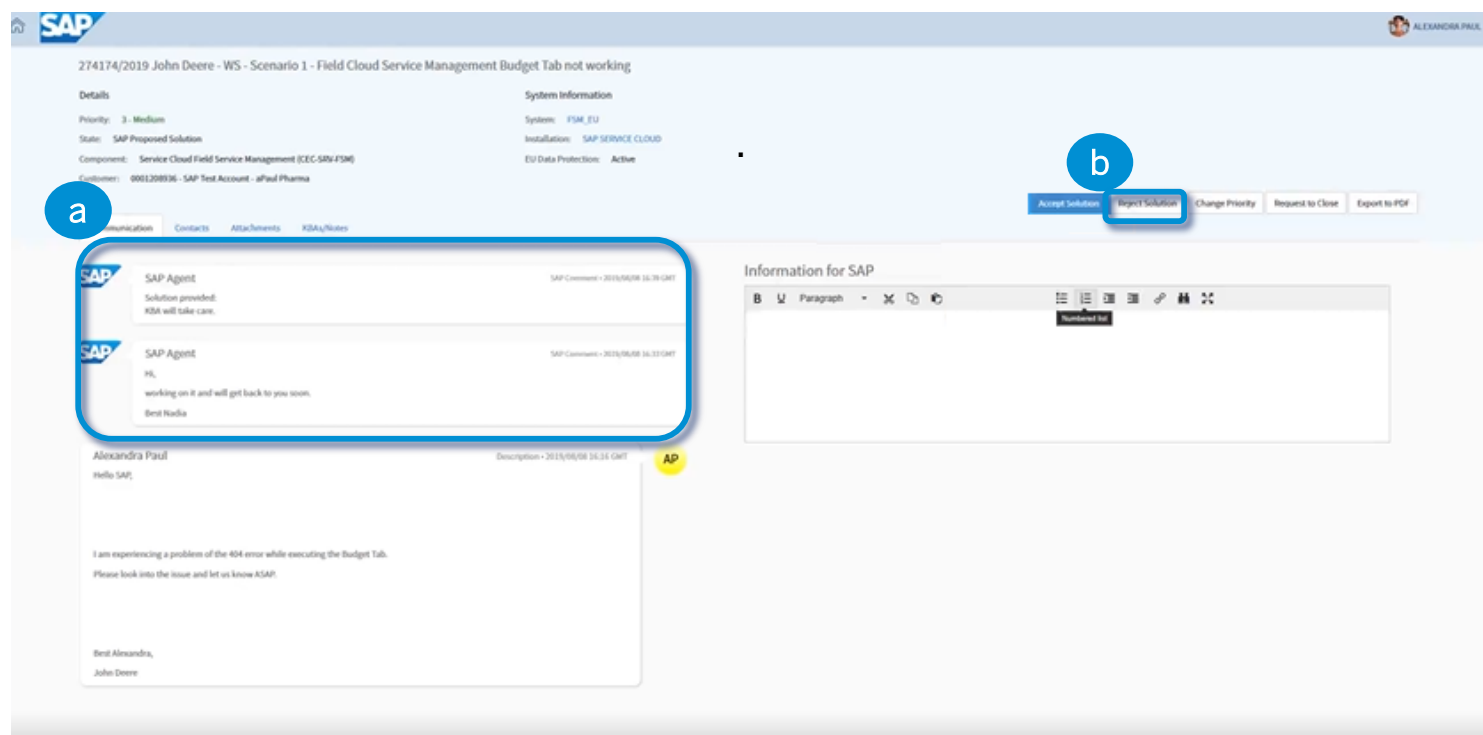 SAP
ALEXANDRA PAUL
274174/2019 John Deere - WS - Scenario 1 - Field Cloud Service Management Budget Tab not working
Details
System Information
Priority: 3 - Medium
System: FSM_EU
State: SAP Proposed Solution
Installation: SAP SERVICE CLOUD
Component: Service Cloud Field Service Management (CEC-SRV-FSM)
EU Data Protection: Active
.
Customer: 0001208936 - SAP Test Account - aPaul Pharma
b
Accept Solution Reject Solution Change Priority Request to Close Export to PDF
a
mmunication Contacts Attachments KBAs/Notes
SAP
SAP Agent
SAP Comment • 2019/08/08 16:39 GMT
Solution provided:
KBA will take care.
SAP
SAP Agent
SAP Comment • 2019/08/08 16:33 GMT
Hi,
working on it and will get back to you soon.
Best Nadia
Alexandra Paul
Description • 2019/08/08 16:16 GMT
AP
Hello SAP,
I am experiencing a problem of the 404 error while executing the Budget Tab.
Please look into the issue and let us know ASAP.
Best Alexandra,
John Deere
Information for SAP
B U Paragraph
Numbered list